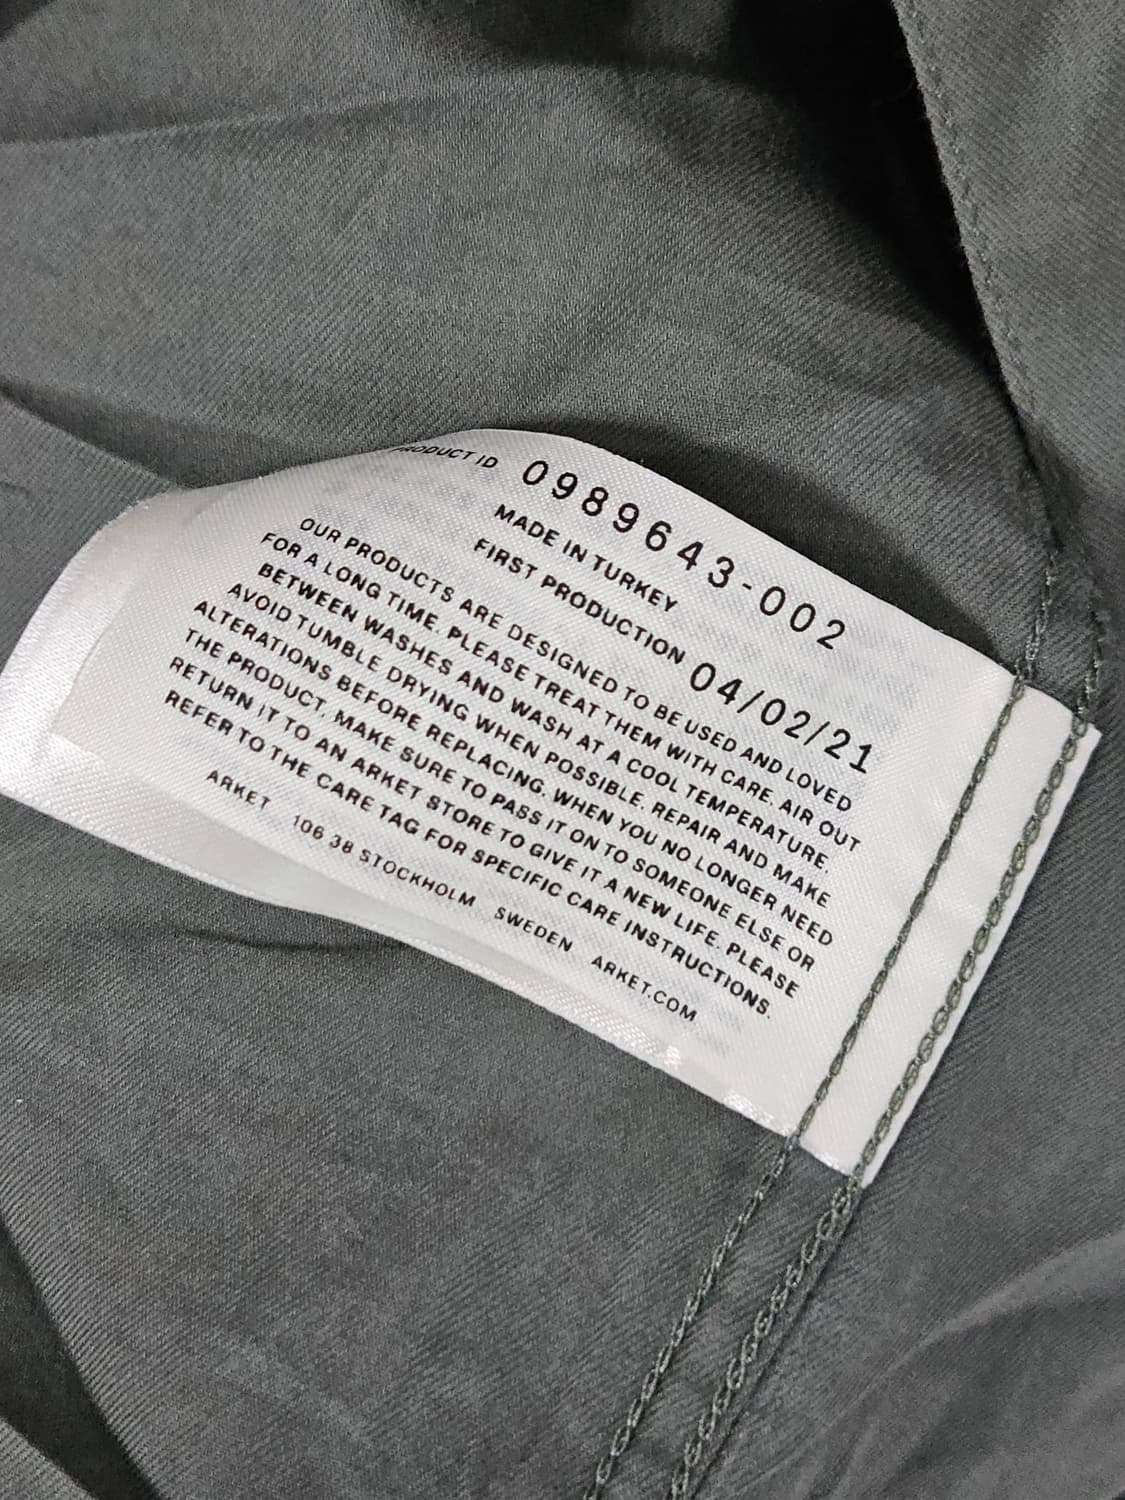 PRODUCT ID 0989643-002
MADE IN TURKEY
FIRST PRODUCTION 04/02/21
OUR PRODUCTS ARE DESIGNED TO BE USED AND LOVED
FOR A LONG TIME. PLEASE TREAT THEM WITH CARE. AIR OUT
BETWEEN WASHES AND WASH AT A COOL TEMPERATURE.
AVOID TUMBLE DRYING WHEN POSSIBLE. REPAIR AND MAKE
ALTERATIONS BEFORE REPLACING. WHEN YOU NO LONGER NEED
THE PRODUCT, MAKE SURE TO PASS IT ON TO SOMEONE ELSE OR
RETURN IT TO AN ARKET STORE TO GIVE IT A NEW LIFE. PLEASE
REFER TO THE CARE TAG FOR SPECIFIC CARE INSTRUCTIONS.
ARKET 106 38 STOCKHOLM SWEDEN ARKET.COM